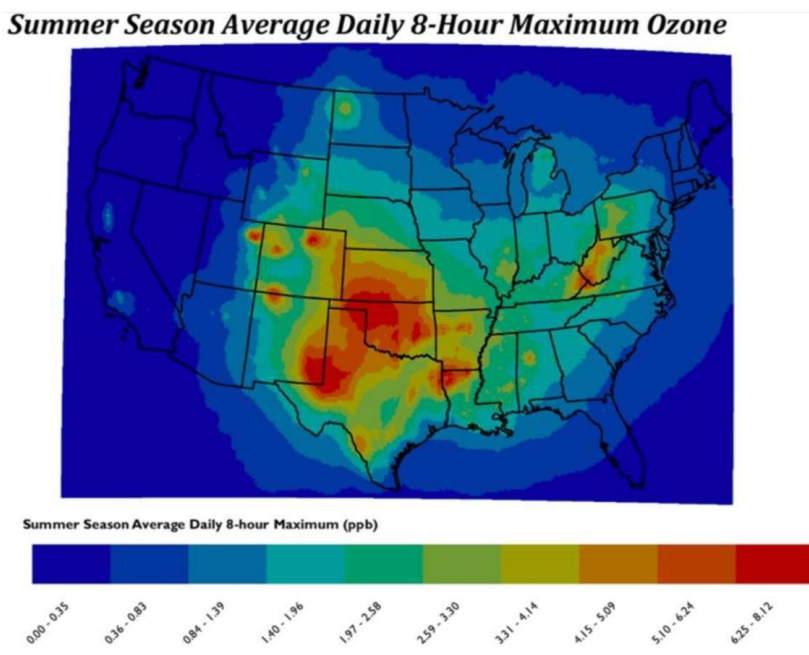 Summer Season Average Daily 8-Hour Maximum Ozone
Summer Season Average Daily 8-hour Maximum (ppb)
0.00 - 0.35
0.36 - 0.83
0.84 - 1.39
1.40 - 1.96
1.97 - 2.58
2.59 - 3.30
3.31 - 4.14
4.15 - 5.09
5.10 - 6.24
6.25 - 8.12